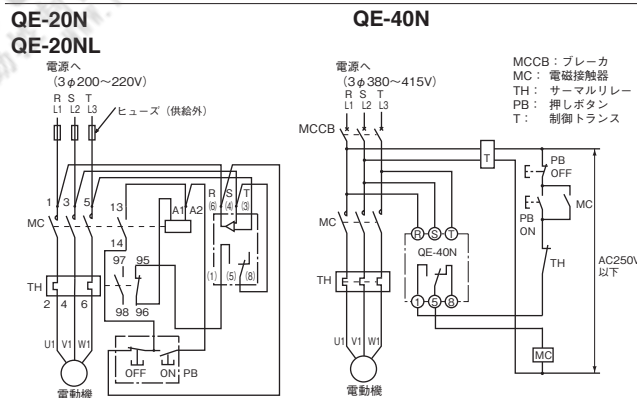 QE-20N
QE-20NL
電源へ
(3φ200〜220V)
R S T
L1 L2 L3
ヒューズ（供給外）
1 3 5
13
A1 A2
R S T
(6) (4) (3)
MC
14
97 95
(1) (5) (8)
TH
2 4 6
98 96
U1 V1 W1
OFF ON PB
電動機
QE-40N
電源へ
(3φ380〜415V)
R S T
L1 L2 L3
MCCB
MCCB：ブレーカ
MC：電磁接触器
TH：サーマルリレー
PB：押しボタン
T：制御トランス
T
PB
OFF
PB
ON
MC
MC
R S T
QE-40N
TH
TH
AC250V
以下
1 5 8
U1 V1 W1
MC
電動機